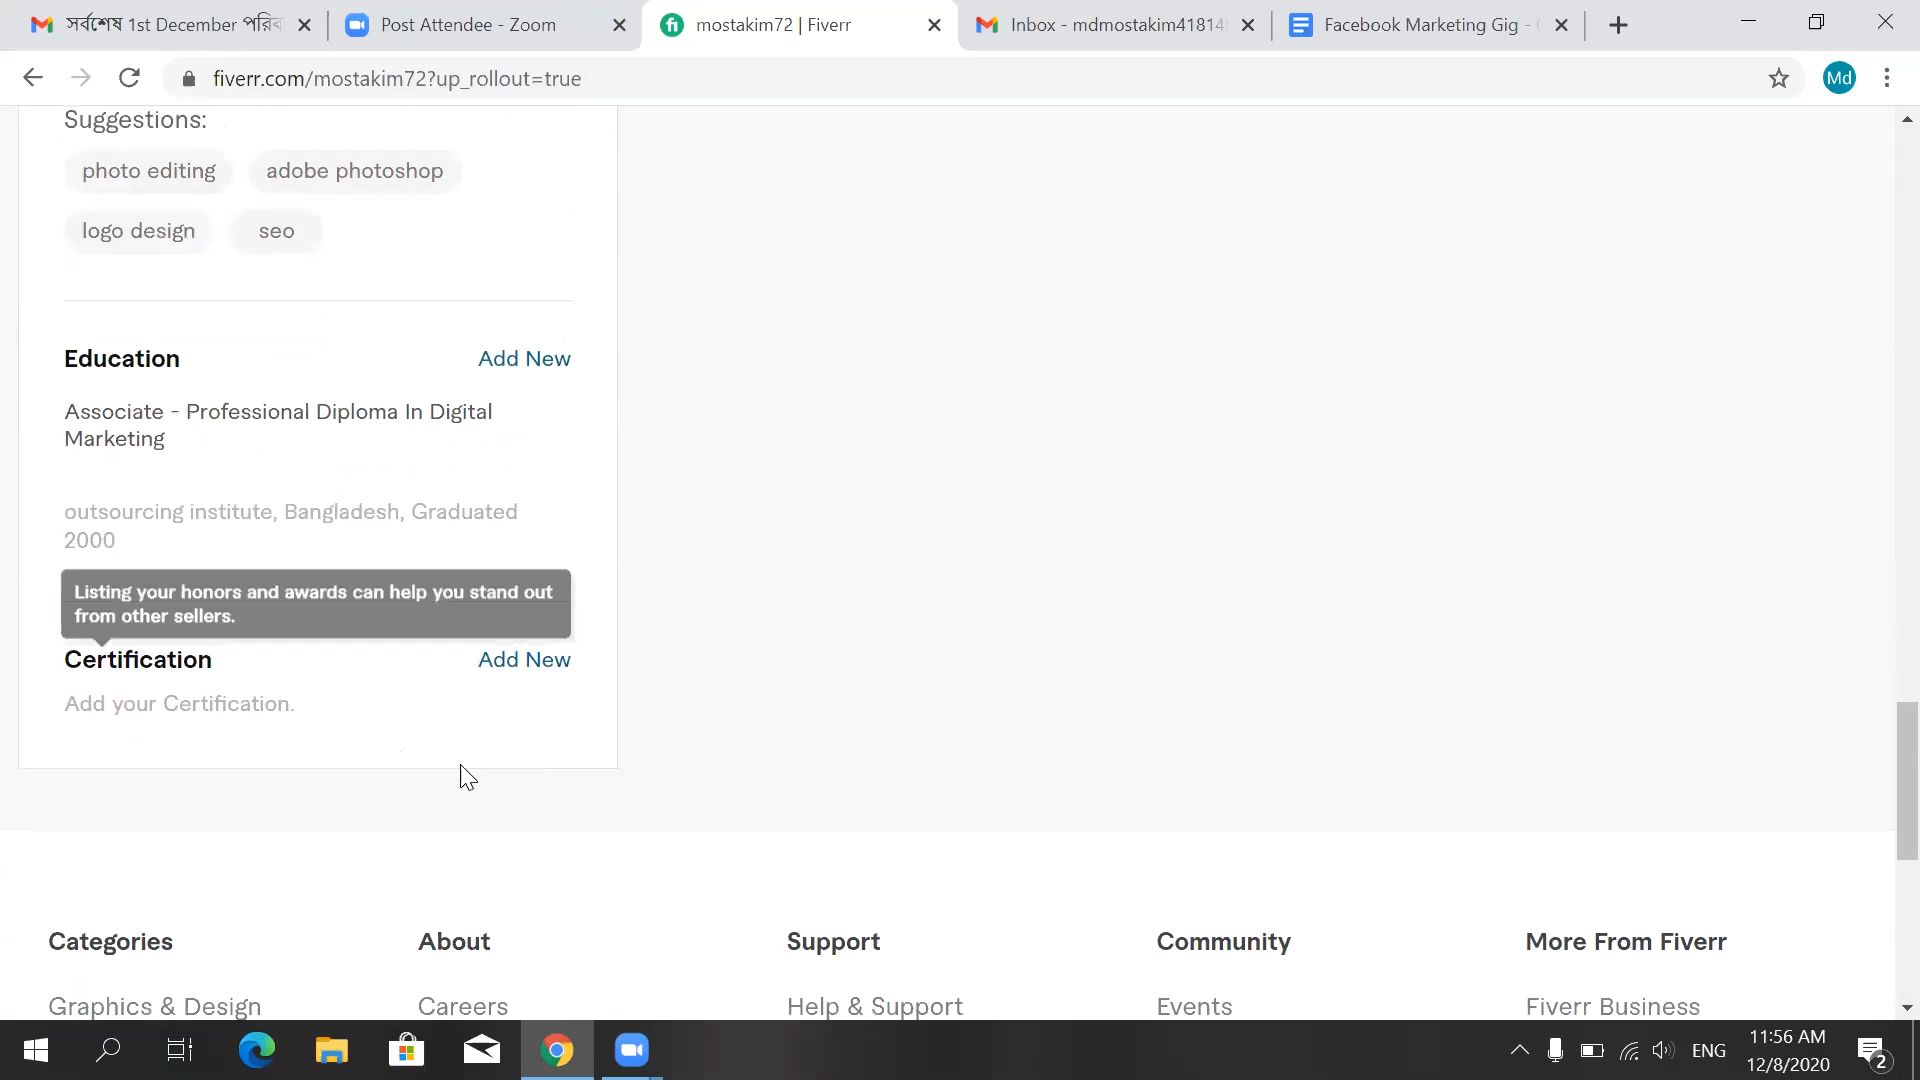 সর্বশেষ 1st December পরিব
Post Attendee - Zoom
mostakim72 | Fiverr
Inbox - mdmostakim41814
Facebook Marketing Gig -
fiverr.com/mostakim72?up_rollout=true
Md
Suggestions:
photo editing
adobe photoshop
logo design
seo
Education
Add New
Associate - Professional Diploma In Digital
Marketing
outsourcing institute, Bangladesh, Graduated
2000
Listing your honors and awards can help you stand out
from other sellers.
Certification
Add New
Add your Certification.
Categories
About
Support
Community
More From Fiverr
Graphics & Design
Careers
Help & Support
Events
Fiverr Business
ENG
11:56 AM
12/8/2020
2